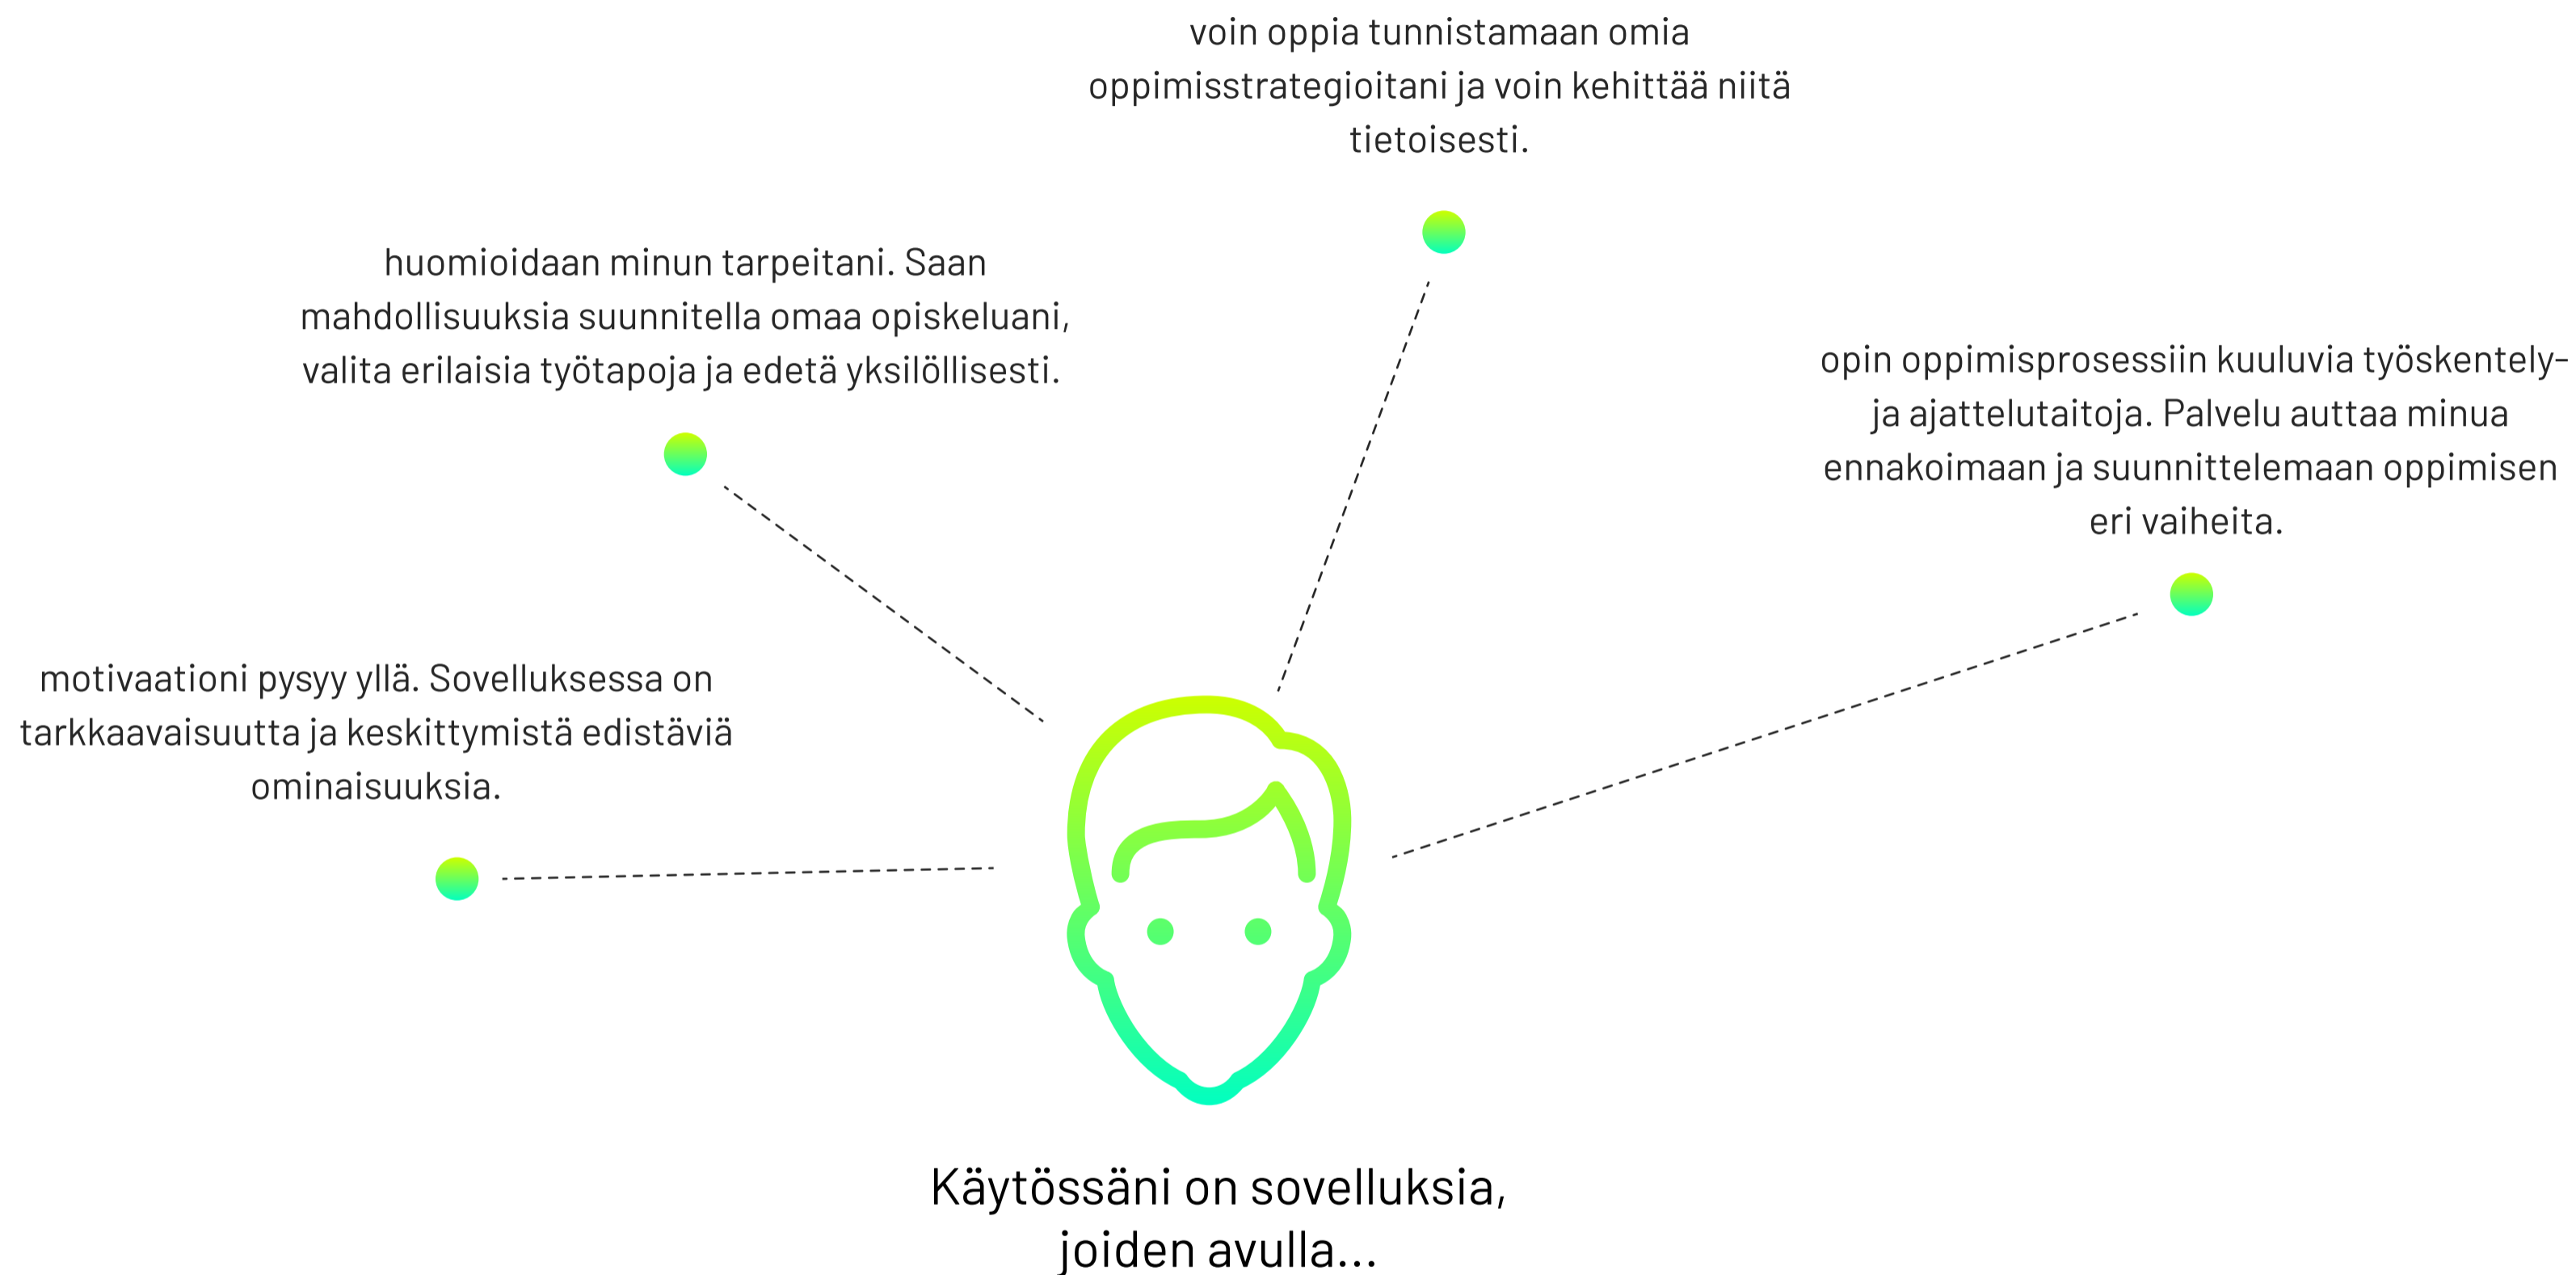 voin oppia tunnistamaan omia
oppimisstrategioitani ja voin kehittää niitä
tietoisesti.
huomioidaan minun tarpeitani. Saan
mahdollisuuksia suunnitella omaa opiskeluani,
valita erilaisia työtapoja ja edetä yksilöllisesti.
opin oppimisprosessiin kuuluvia työskentely-
ja ajattelutaitoja. Palvelu auttaa minua
ennakoimaan ja suunnittelemaan oppimisen
eri vaiheita.
motivaationi pysyy yllä. Sovelluksessa on
tarkkaavaisuutta ja keskittymistä edistäviä
ominaisuuksia.
Käytössäni on sovelluksia,
joiden avulla...